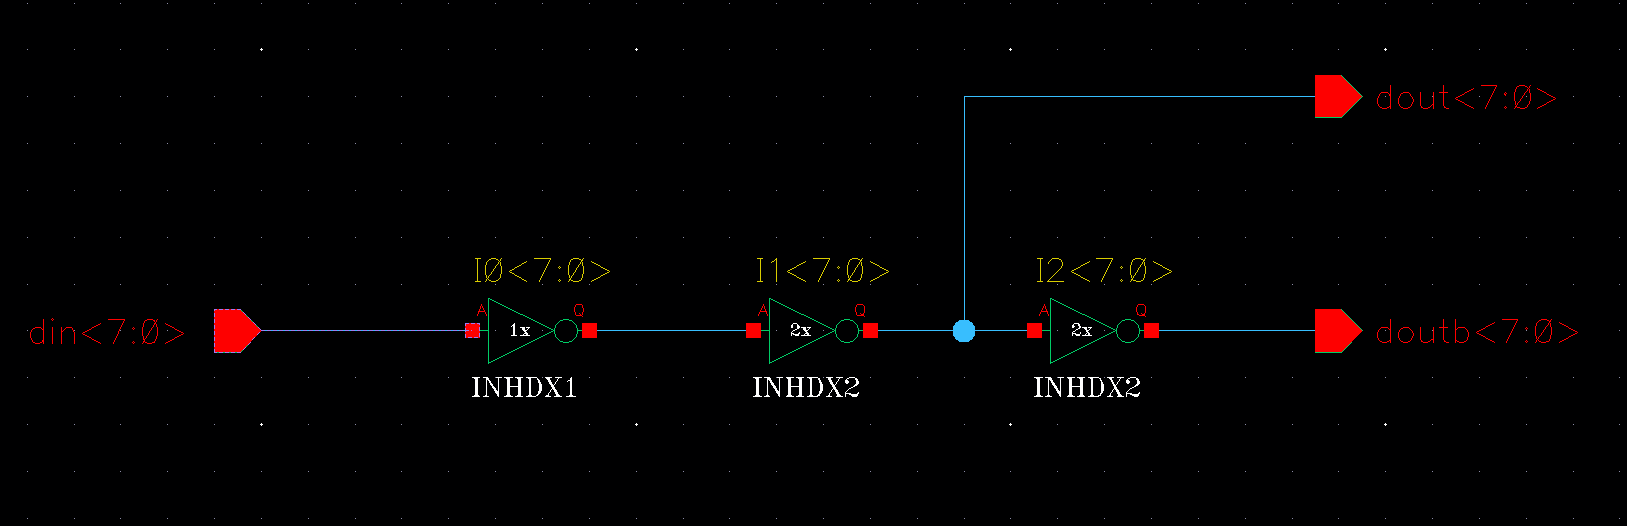 dout<7:0>
I0<7:0>
I1<7:0>
I2<7:0>
A
Q
A
Q
A
Q
din<7:0>
1x
2x
2x
doutb<7:0>
INHDX1
INHDX2
INHDX2